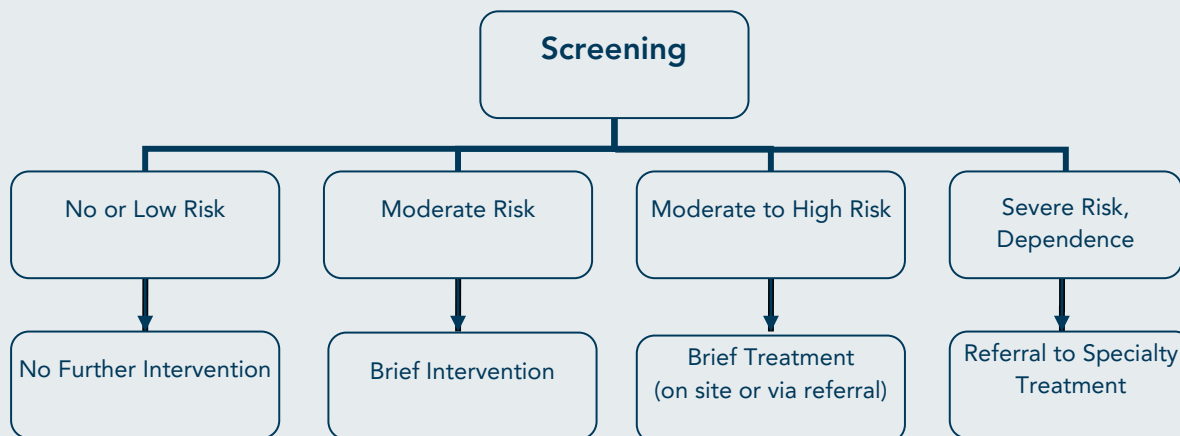 Screening
No or Low Risk
Moderate Risk
Moderate to High Risk
Severe Risk,
Dependence
No Further Intervention
Brief Intervention
Brief Treatment
(on site or via referral)
Referral to Specialty
Treatment